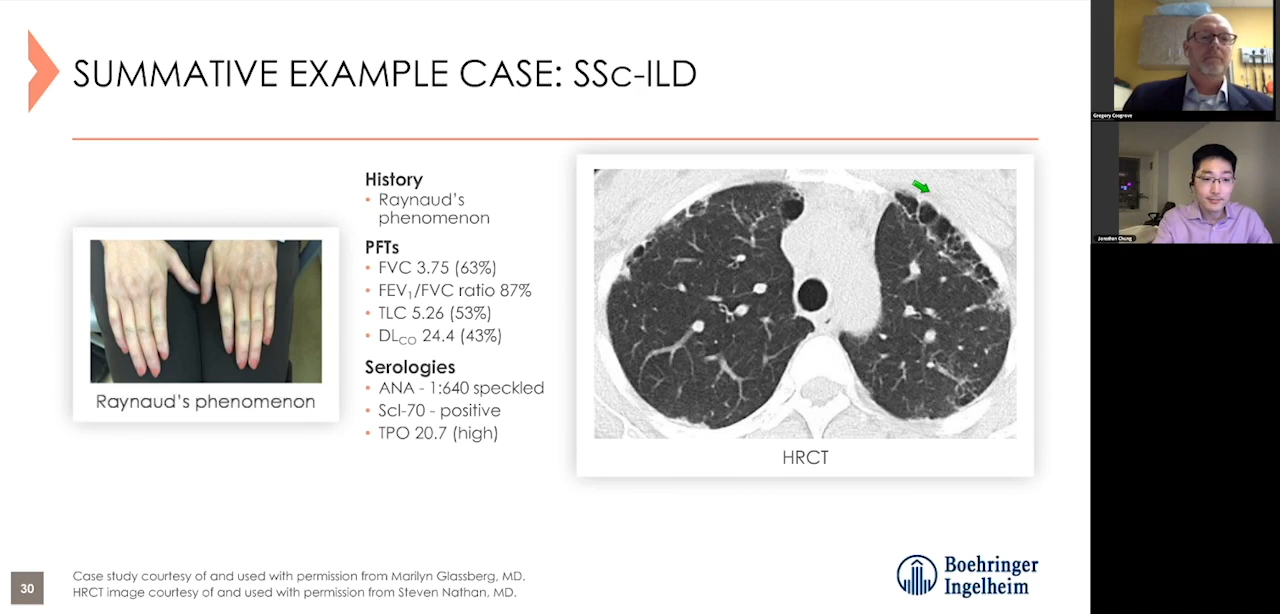 SUMMATIVE EXAMPLE CASE: SSC-ILD
Raynaud's phenomenon
History
• Raynaud's
phenomenon
PFTs
• FVC 3.75 (63%)
• FEV₁/FVC ratio 87%
• TLC 5.26 (53%)
• DLCO 24.4 (43%)
Serologies
• ANA - 1:640 speckled
• Scl-70 - positive
• TPO 20.7 (high)
HRCT
30
Case study courtesy of and used with permission from Marilyn Glassberg, MD.
HRCT image courtesy of and used with permission from Steven Nathan, MD.
Boehringer
Ingelheim
Gregory Cosgrove
Jonathan Chung